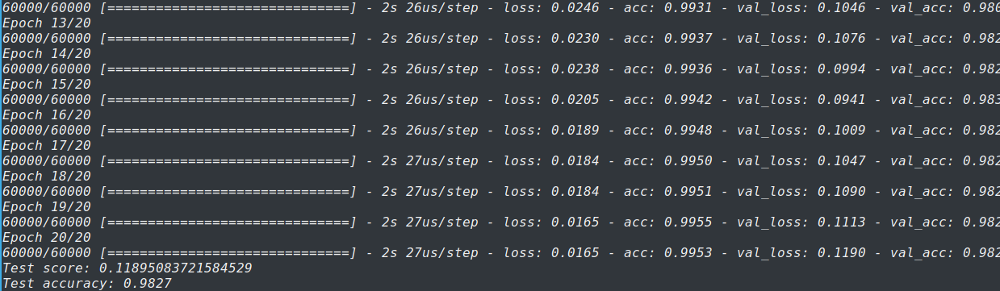 60000/60000 [==============================] - 2s 26us/step - loss: 0.0246 - acc: 0.9931 - val_loss: 0.1046 - val_acc: 0.980
Epoch 13/20
60000/60000 [==============================] - 2s 26us/step - loss: 0.0230 - acc: 0.9937 - val_loss: 0.1076 - val_acc: 0.982
Epoch 14/20
60000/60000 [==============================] - 2s 26us/step - loss: 0.0238 - acc: 0.9936 - val_loss: 0.0994 - val_acc: 0.982
Epoch 15/20
60000/60000 [==============================] - 2s 26us/step - loss: 0.0205 - acc: 0.9942 - val_loss: 0.0941 - val_acc: 0.983
Epoch 16/20
60000/60000 [==============================] - 2s 26us/step - loss: 0.0189 - acc: 0.9948 - val_loss: 0.1009 - val_acc: 0.982
Epoch 17/20
60000/60000 [==============================] - 2s 27us/step - loss: 0.0184 - acc: 0.9950 - val_loss: 0.1047 - val_acc: 0.982
Epoch 18/20
60000/60000 [==============================] - 2s 27us/step - loss: 0.0184 - acc: 0.9951 - val_loss: 0.1090 - val_acc: 0.982
Epoch 19/20
60000/60000 [==============================] - 2s 27us/step - loss: 0.0165 - acc: 0.9955 - val_loss: 0.1113 - val_acc: 0.982
Epoch 20/20
60000/60000 [==============================] - 2s 27us/step - loss: 0.0165 - acc: 0.9953 - val_loss: 0.1190 - val_acc: 0.982
Test score: 0.11895083721584529
Test accuracy: 0.9827